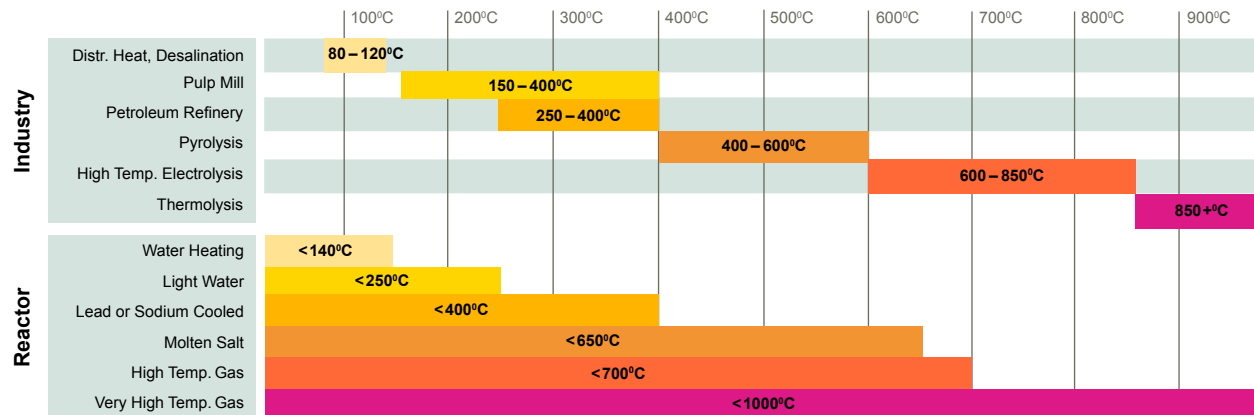 100⁰C 200⁰C 300⁰C 400⁰C 500⁰C 600⁰C 700⁰C 800⁰C 900⁰C
Industry
Distr. Heat, Desalination 80–120⁰C
Pulp Mill 150–400⁰C
Petroleum Refinery 250–400⁰C
Pyrolysis 400–600⁰C
High Temp. Electrolysis 600–850⁰C
Thermolysis 850+⁰C
Reactor
Water Heating <140⁰C
Light Water <250⁰C
Lead or Sodium Cooled <400⁰C
Molten Salt <650⁰C
High Temp. Gas <700⁰C
Very High Temp. Gas <1000⁰C